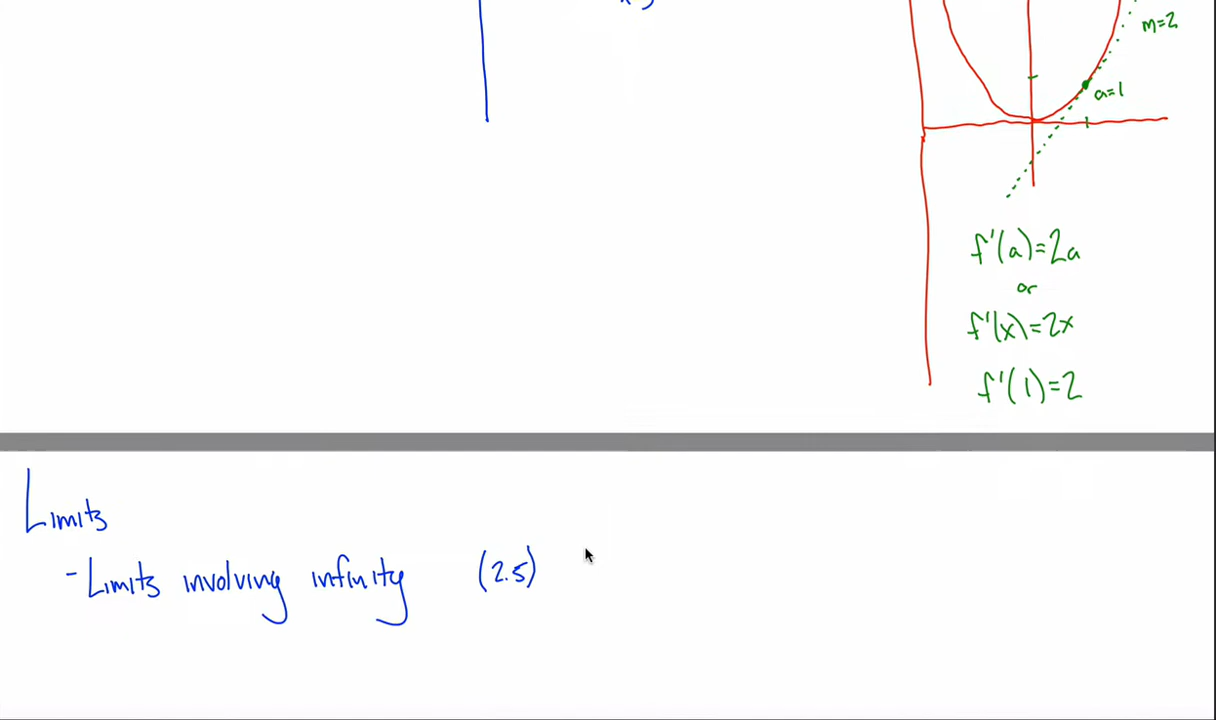 m=2
a=1
f'(a)=2a
or
f'(x)=2x
f'(1)=2
Limits
- Limits involving infinity (2.5)